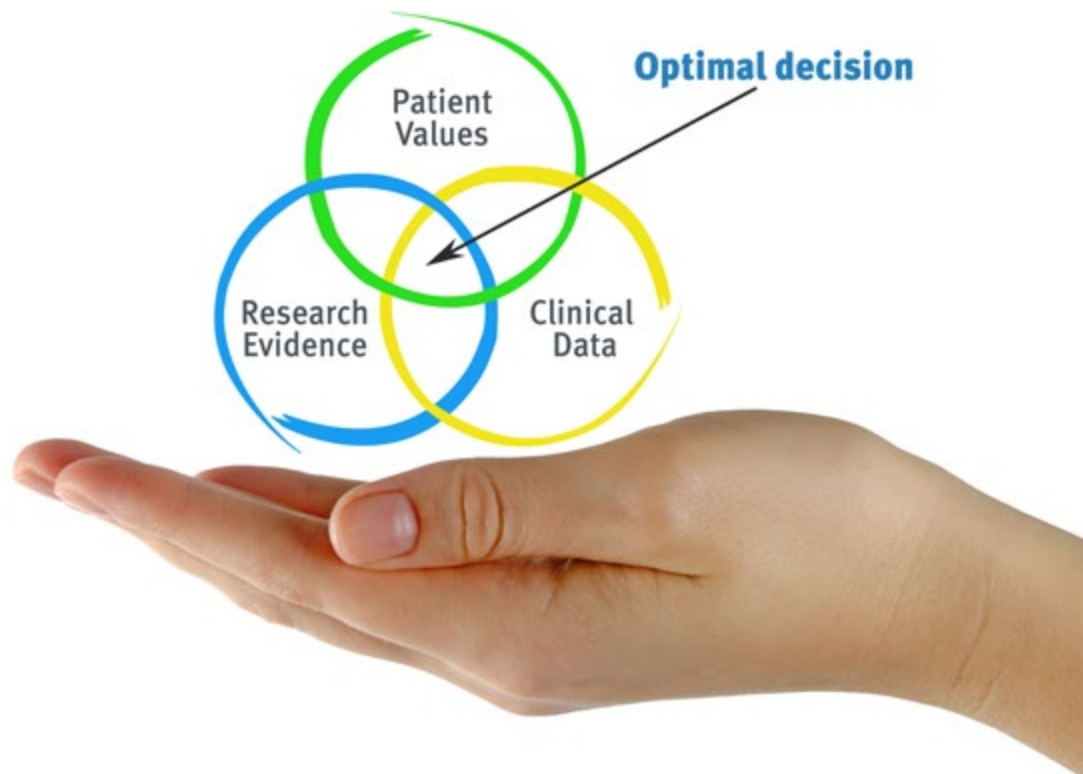 Optimal decision
Patient
Values
Research
Evidence
Clinical
Data